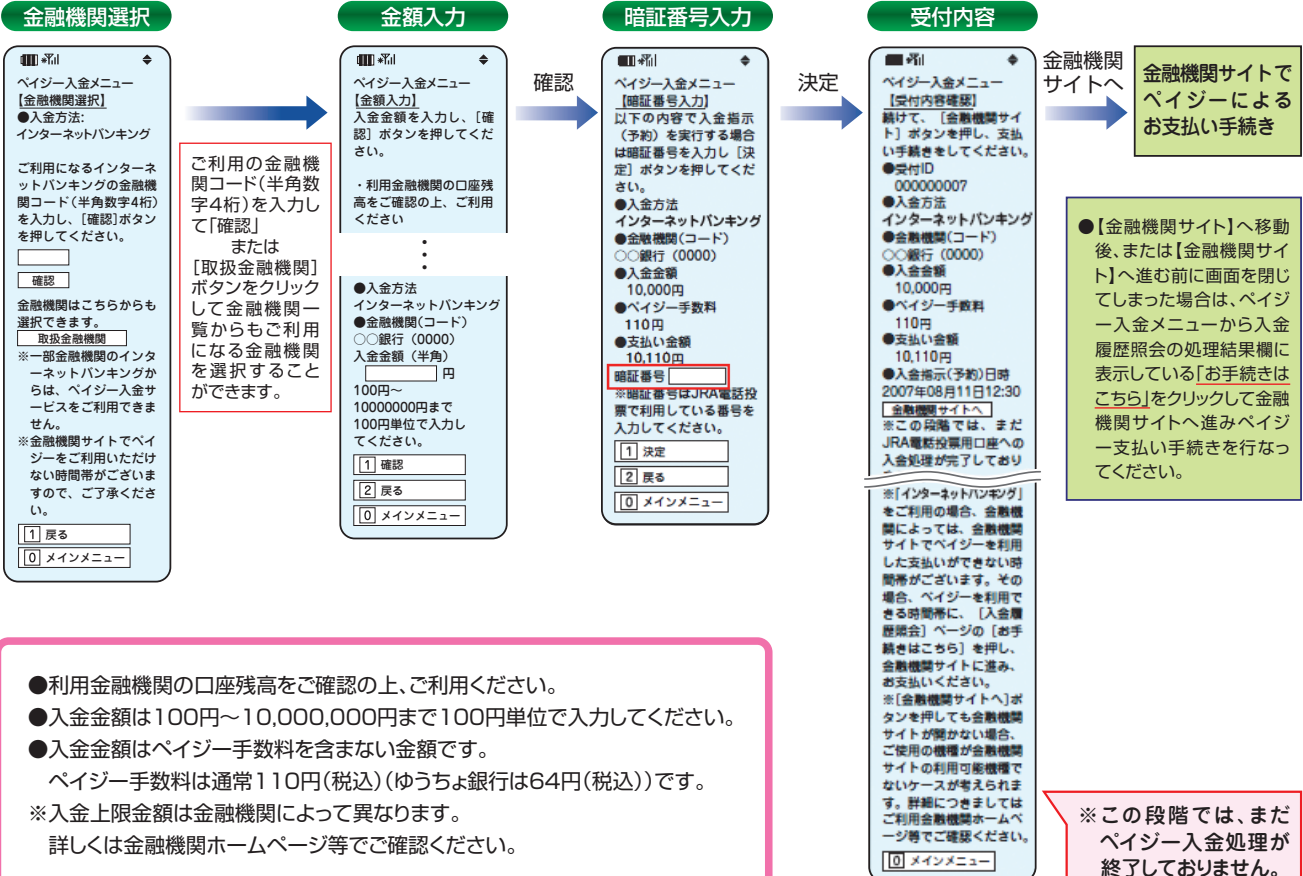 金融機関選択
ペイジー入金メニュー
【金融機関選択】
●入金方法:
インターネットバンキング
ご利用になるインターネ
ットバンキングの金融機
関コード(半角数字4桁)
を入力し、[確認]ボタン
を押してください。
確認
金融機関はこちらからも
選択できます。
取扱金融機関
※一部金融機関のインタ
ーネットバンキングか
らは、ペイジー入金サ
ービスをご利用できま
せん。
※金融機関サイトでペイ
ジーをご利用いただけ
ない時間帯がございま
すので、ご了承くださ
い。
1 戻る
0 メインメニュー
ご利用の金融機
関コード(半角数
字4桁)を入力し
て「確認」
または
[取扱金融機関]
ボタンをクリック
して金融機関一
覧からもご利用
になる金融機関
を選択すること
ができます。
金額入力
ペイジー入金メニュー
【金額入力】
入金金額を入力し、[確
認]ボタンを押してくだ
さい。
・利用金融機関の口座残
高をご確認の上、ご利用
ください
●入金方法
インターネットバンキング
●金融機関(コード)
○○銀行(0000)
入金金額(半角)
円
100円~
10000000円まで
100円単位で入力し
てください。
1 確認
2 戻る
0 メインメニュー
確認
暗証番号入力
ペイジー入金メニュー
【暗証番号入力】
以下の内容で入金指示
(予約)を実行する場合
は暗証番号を入力し[決
定]ボタンを押してくだ
さい。
●入金方法
インターネットバンキング
●金融機関(コード)
○○銀行(0000)
●入金金額
10,000円
●ペイジー手数料
110円
●支払い金額
10,110円
暗証番号
※暗証番号はJRA電話投
票で利用している番号を
入力してください。
1 決定
2 戻る
0 メインメニュー
決定
受付内容
ペイジー入金メニュー
【受付内容確認】
続けて、[金融機関サイ
ト]ボタンを押し、支払
い手続きをしてください。
●受付ID
000000007
●入金方法
インターネットバンキング
●金融機関(コード)
○○銀行(0000)
●入金金額
10,000円
●ペイジー手数料
110円
●支払い金額
10,110円
●入金指示(予約)日時
2007年08月11日12:30
金融機関サイトへ
※この段階では、まだ
JRA電話投票用口座への
入金処理が完了しており
※「インターネットバンキング」
をご利用の場合、金融機
関によっては、金融機関
サイトでペイジーを利用
した支払いができない時
間帯がございます。その
場合、ペイジーを利用で
きる時間帯に、[入金履
歴照会]ページの[お手
続きはこちら]を押し、
金融機関サイトに進み、
お支払いください。
※[金融機関サイトへ]ボ
タンを押しても金融機関
サイトが開かない場合、
ご使用の機種が金融機関
サイトの利用可能機種で
ないケースが考えられま
す。詳細につきましては
ご利用金融機関ホームペ
ージ等でご確認ください。
0 メインメニュー
金融機関
サイトへ
金融機関サイトで
ペイジーによる
お支払い手続き
●【金融機関サイト】へ移動
後、または【金融機関サイ
ト】へ進む前に画面を閉じ
てしまった場合は、ペイジ
ー入金メニューから入金
履歴照会の処理結果欄に
表示している「お手続きは
こちら」をクリックして金融
機関サイトへ進みペイジ
ー支払い手続きを行なっ
てください。
※この段階では、まだ
ペイジー入金処理が
終了しておりません。
●利用金融機関の口座残高をご確認の上、ご利用ください。
●入金金額は100円~10,000,000円まで100円単位で入力してください。
●入金金額はペイジー手数料を含まない金額です。
ペイジー手数料は通常110円(税込)(ゆうちょ銀行は64円(税込))です。
※入金上限金額は金融機関によって異なります。
詳しくは金融機関ホームページ等でご確認ください。